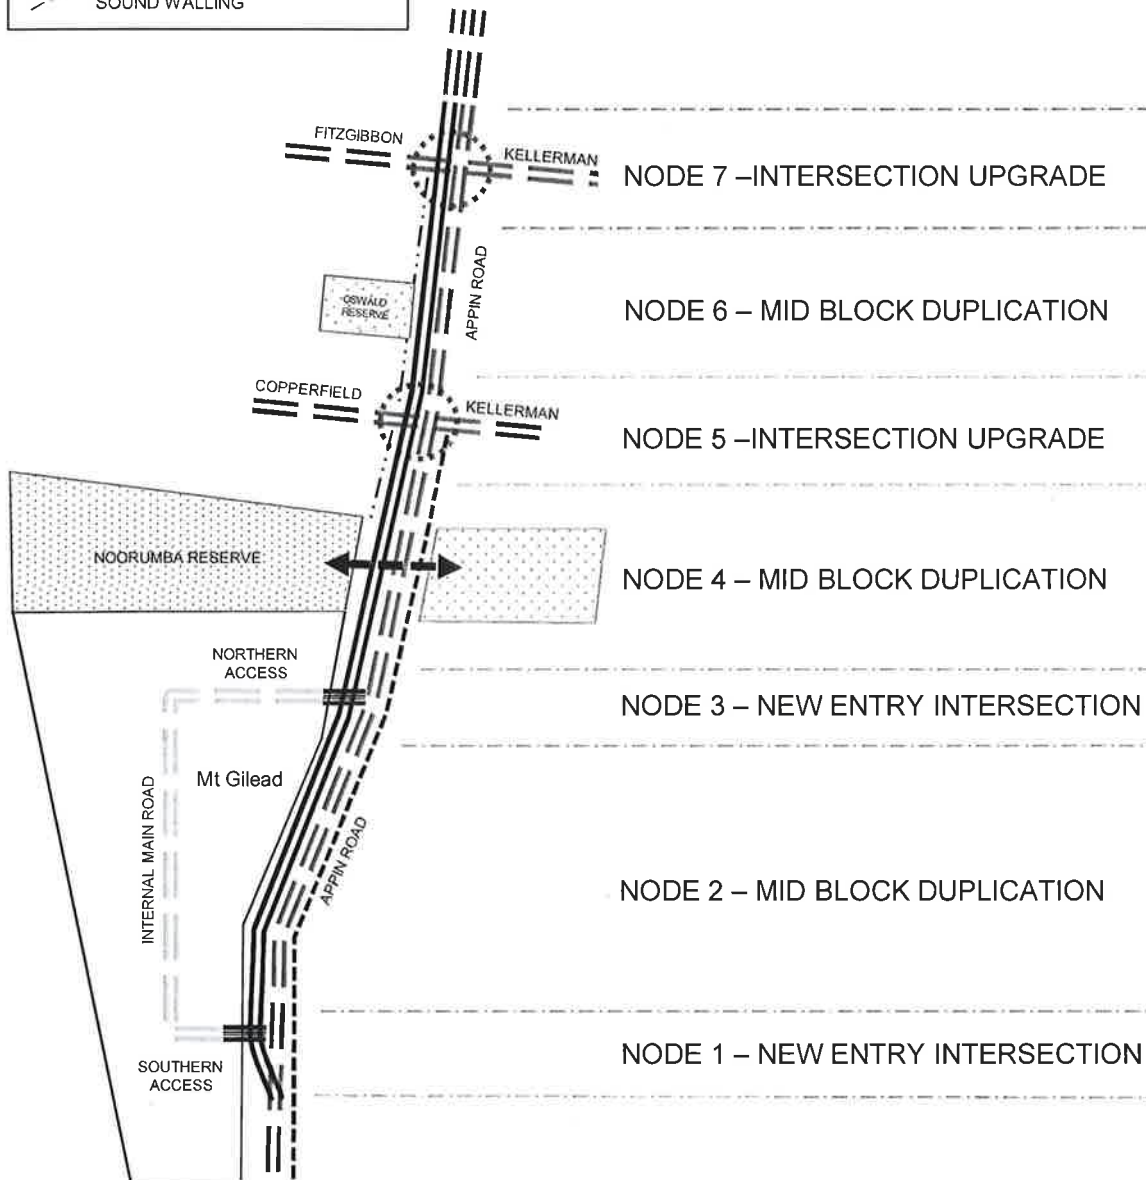 SOUND WALLING
FITZGIBBON
KELLERMAN
NODE 7 –INTERSECTION UPGRADE
APPIN ROAD
OSWALD
RESERVE
NODE 6 – MID BLOCK DUPLICATION
COPPERFIELD
KELLERMAN
NODE 5 –INTERSECTION UPGRADE
NOORUMBA RESERVE
NODE 4 – MID BLOCK DUPLICATION
NORTHERN
ACCESS
NODE 3 – NEW ENTRY INTERSECTION
Mt Gilead
INTERNAL MAIN ROAD
APPIN ROAD
NODE 2 – MID BLOCK DUPLICATION
SOUTHERN
ACCESS
NODE 1 – NEW ENTRY INTERSECTION